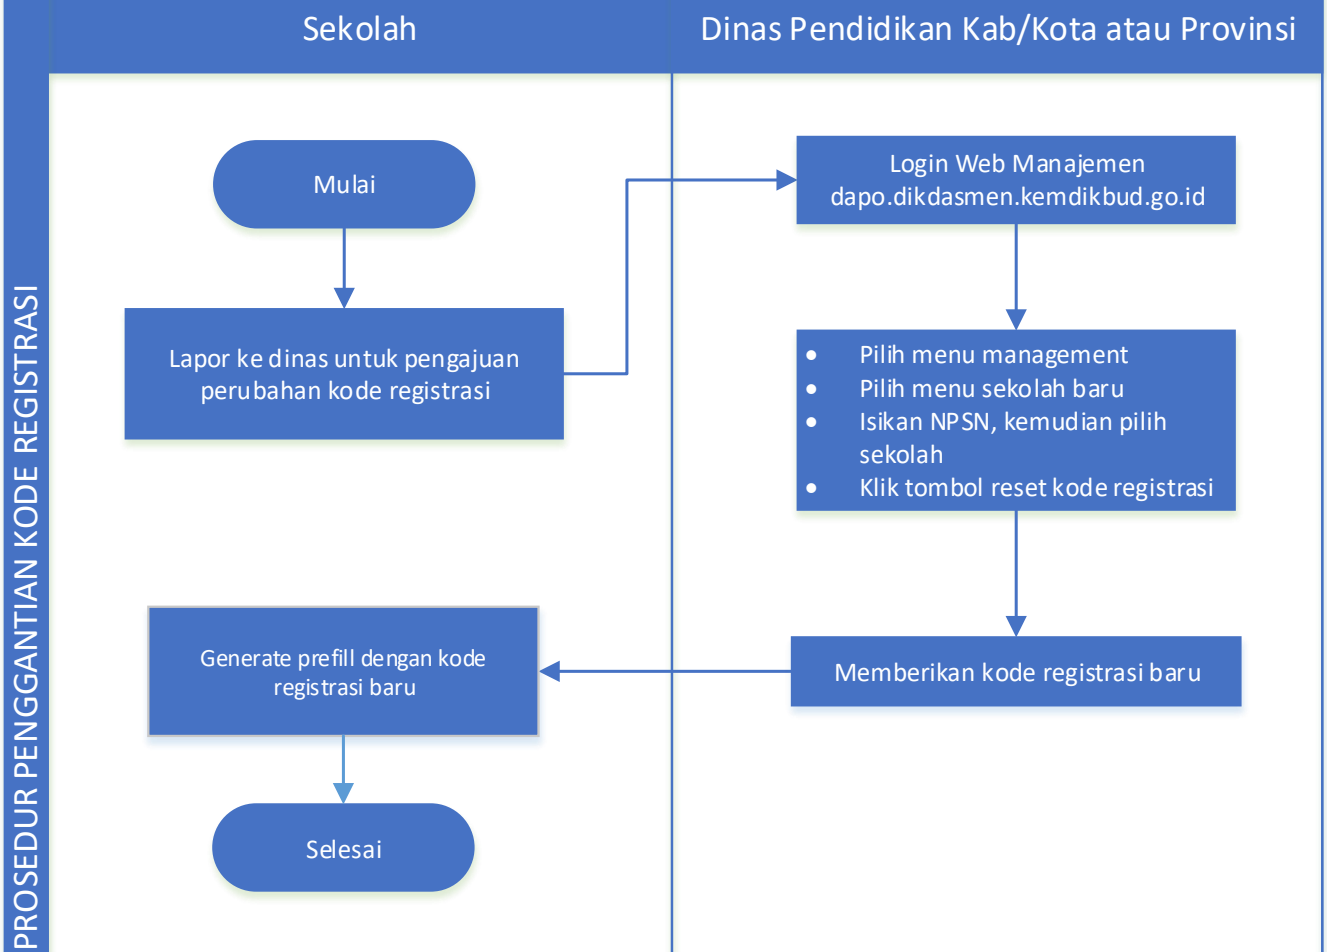 PROSEDUR PENGGANTIAN KODE REGISTRASI
Sekolah
Dinas Pendidikan Kab/Kota atau Provinsi
Mulai
Lapor ke dinas untuk pengajuan
perubahan kode registrasi
Login Web Manajemen
dapo.dikdasmen.kemdikbud.go.id
• Pilih menu management
• Pilih menu sekolah baru
• Isikan NPSN, kemudian pilih
sekolah
• Klik tombol reset kode registrasi
Memberikan kode registrasi baru
Generate prefill dengan kode
registrasi baru
Selesai